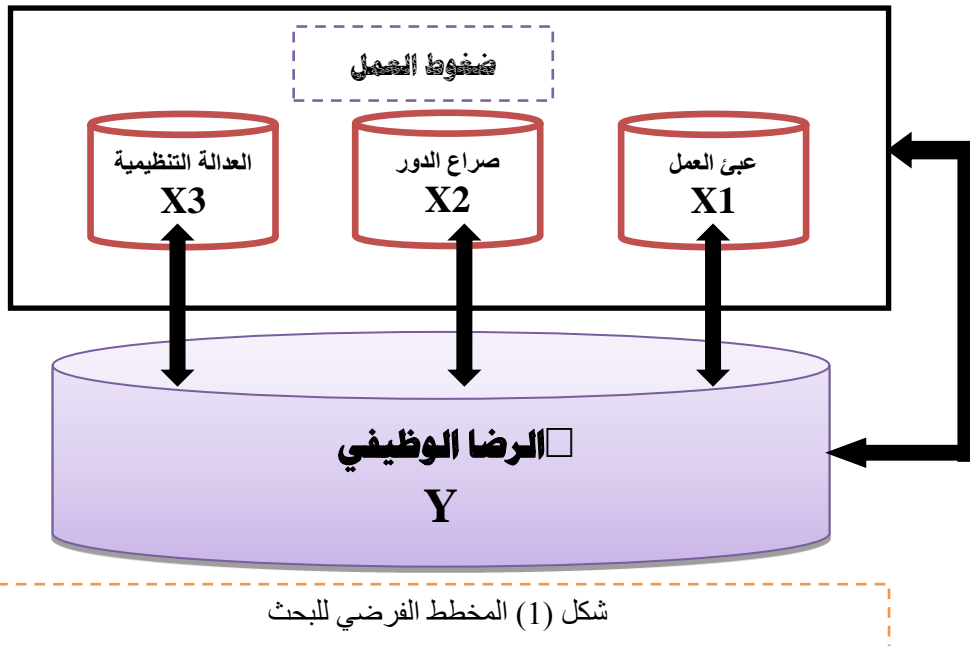 ضغوط العمل
عبئ العمل
X1
صراع الدور
X2
العدالة التنظيمية
X3
الرضا الوظيفي
Y
شكل (1) المخطط الفرضي للبحث